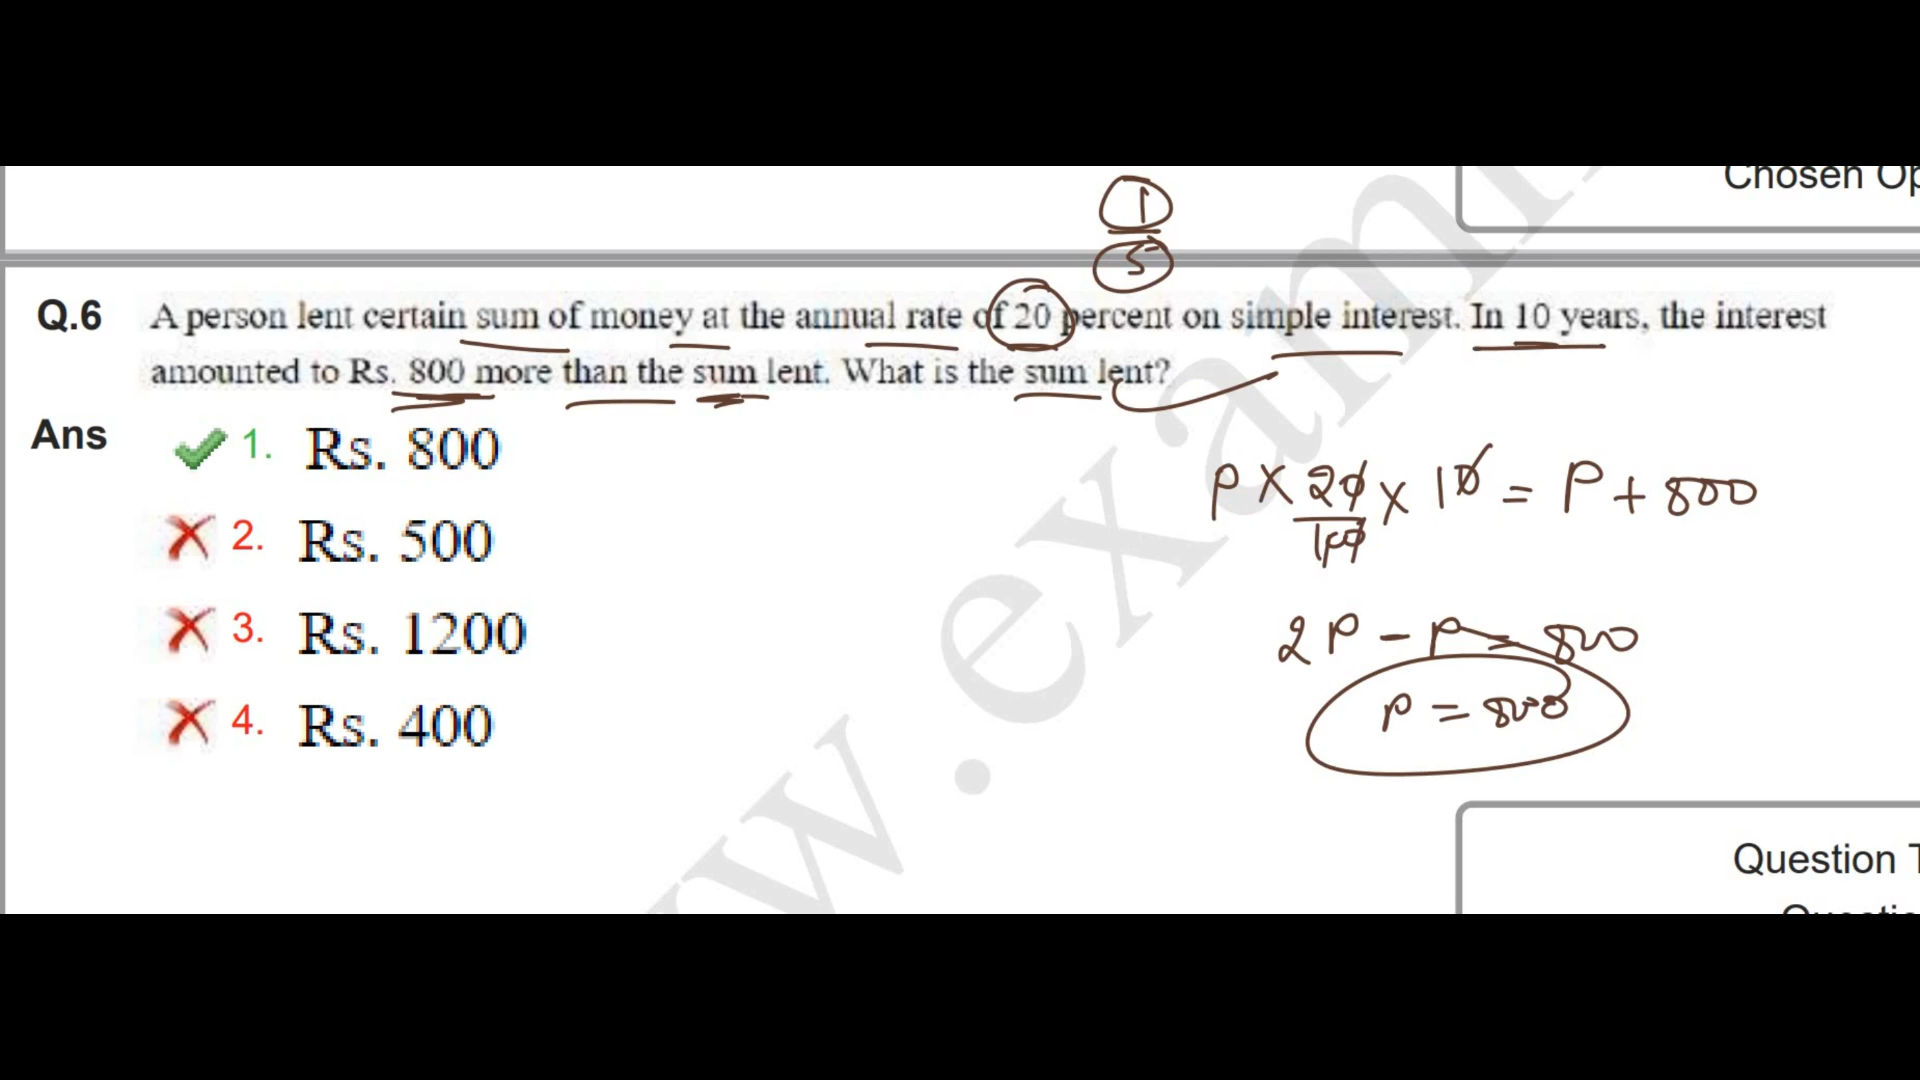 Chosen Op
1
5
Q.6 A person lent certain sum of money at the annual rate of 20 percent on simple interest. In 10 years, the interest
amounted to Rs. 800 more than the sum lent. What is the sum lent?
Ans 1. Rs. 800
2. Rs. 500
3. Rs. 1200
4. Rs. 400
P × 20/100 × 10 = P + 800
2P - P = 800
P = 800
w.exam
Question T